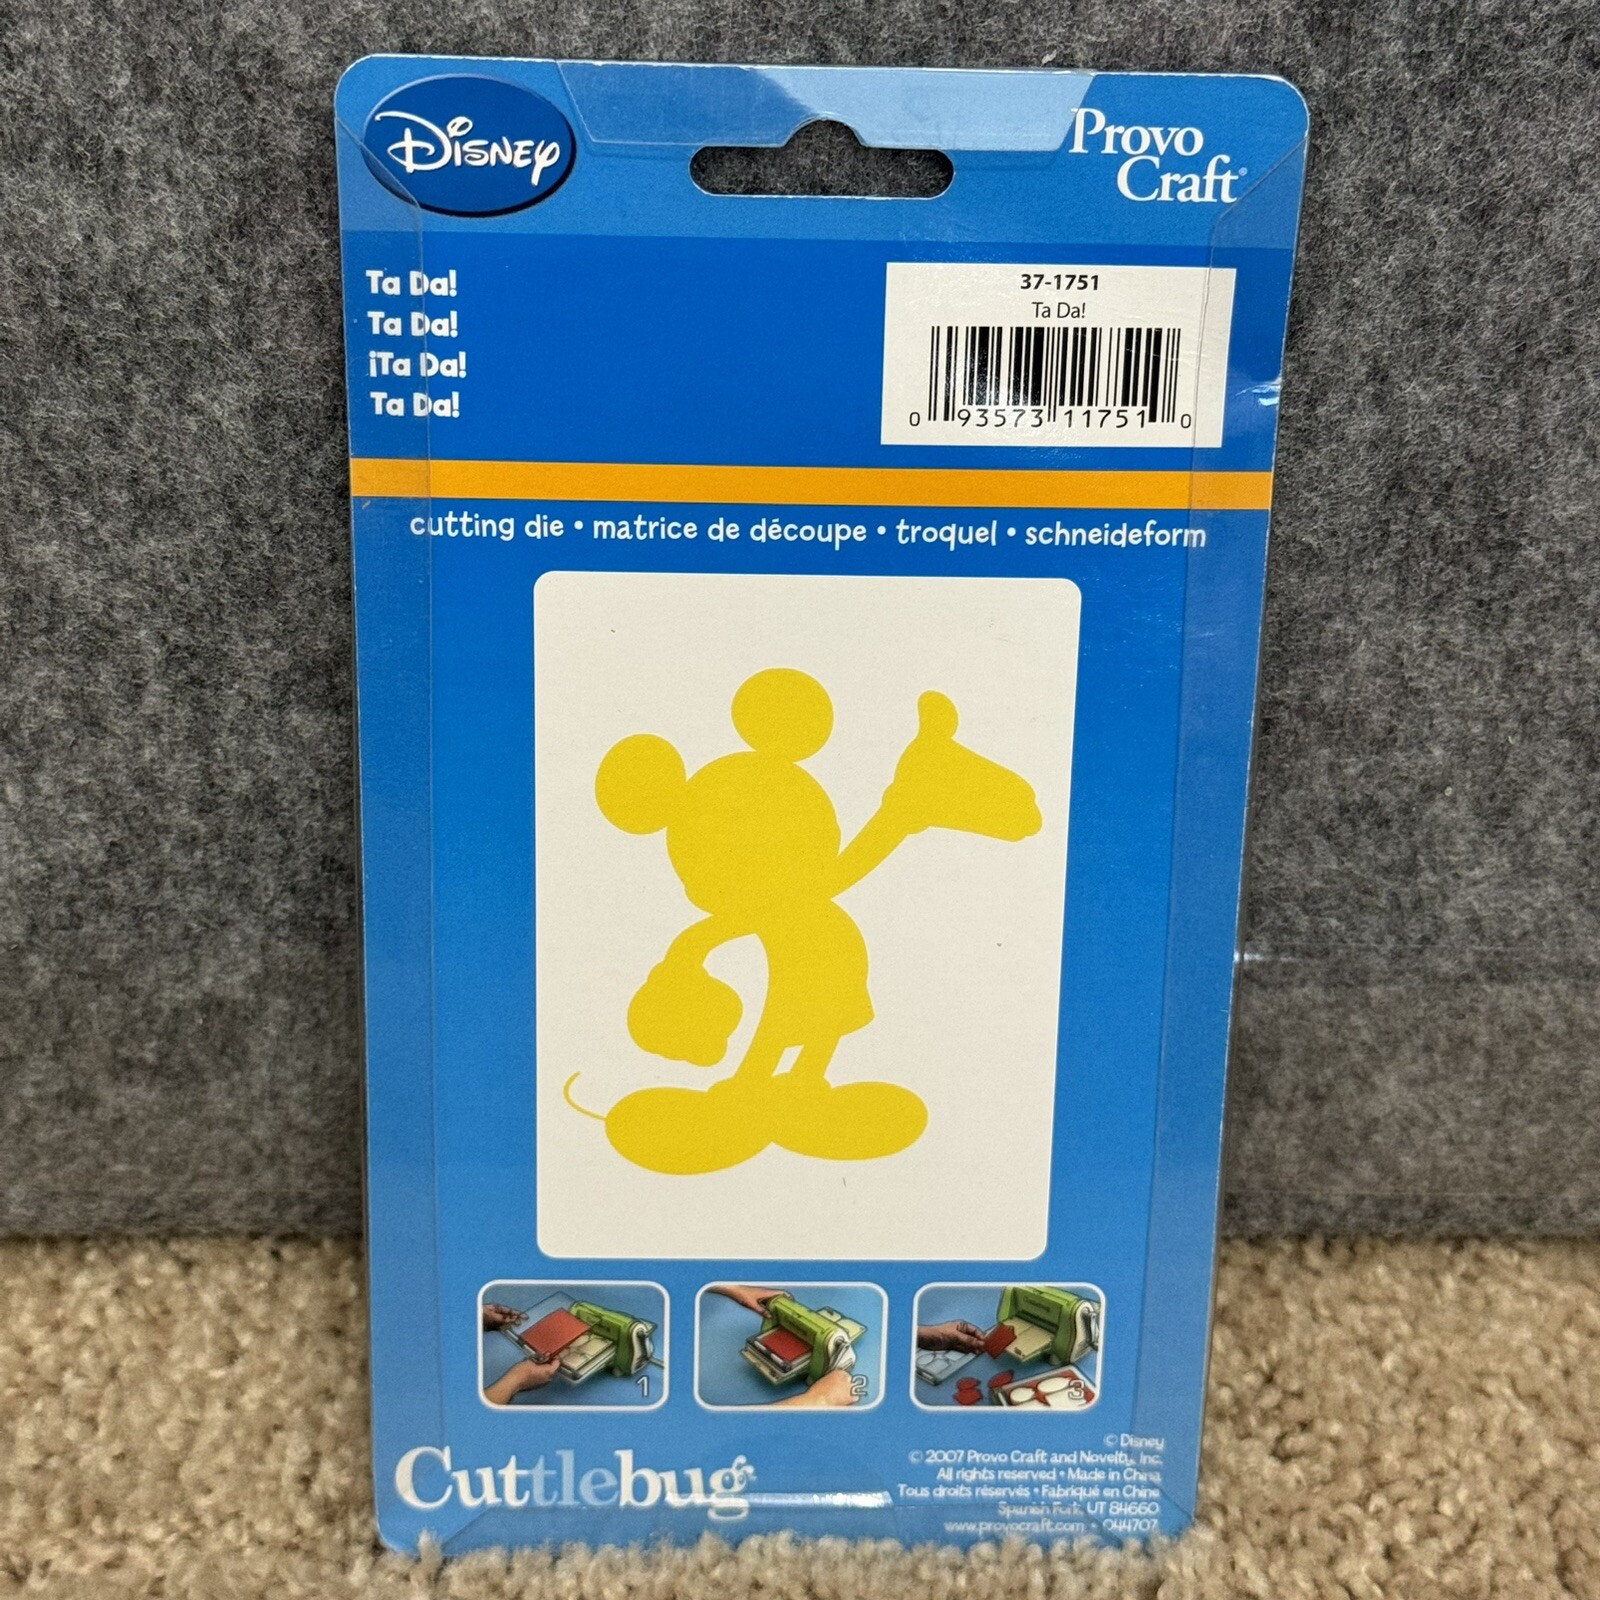 Disney
Provo
Craft®
Ta Da!
Ta Da!
¡Ta Da!
Ta Da!
37-1751
Ta Da!
0 93573 11751 0
cutting die • matrice de découpe • troquel • schneideform
1
2
3
Cuttlebug
© Disney
© 2007 Provo Craft and Novelty, Inc.
All rights reserved • Made in China
Tous droits réservés • Fabriqué en Chine
Spanish Fork, UT 84660
www.provocraft.com • 044707